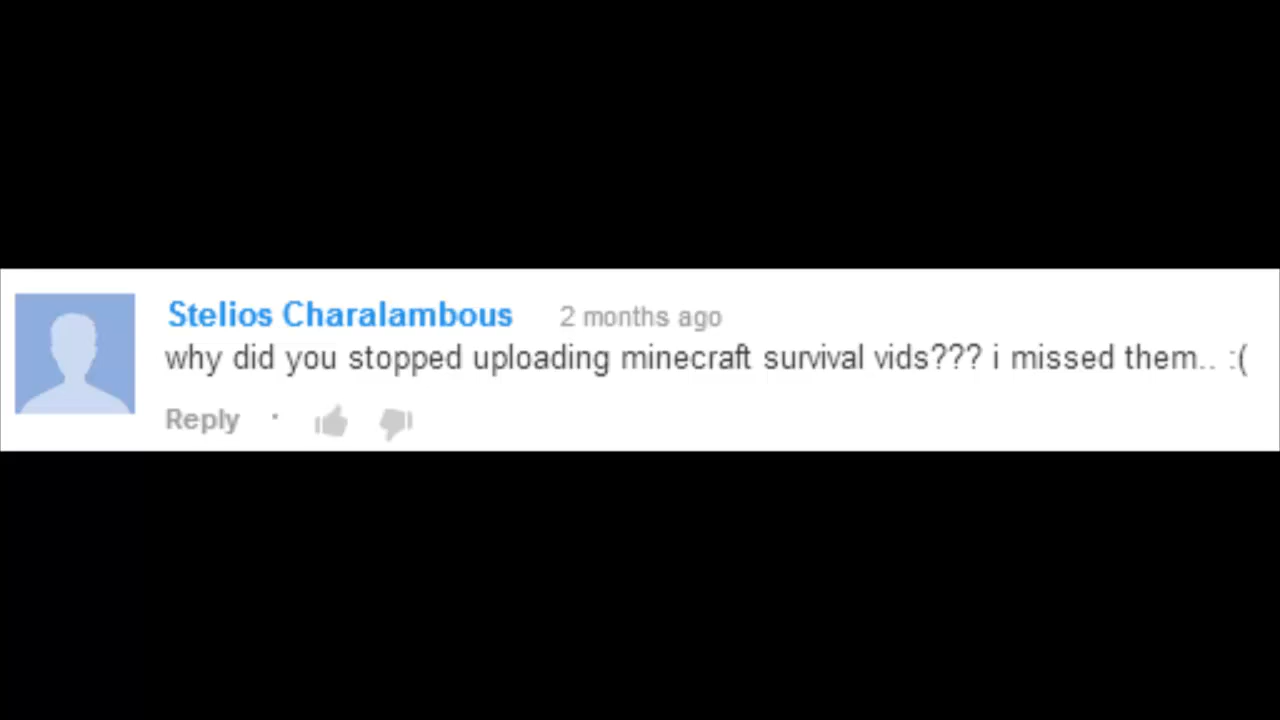 Stelios Charalambous 2 months ago
why did you stopped uploading minecraft survival vids??? i missed them.. :(
Reply ·